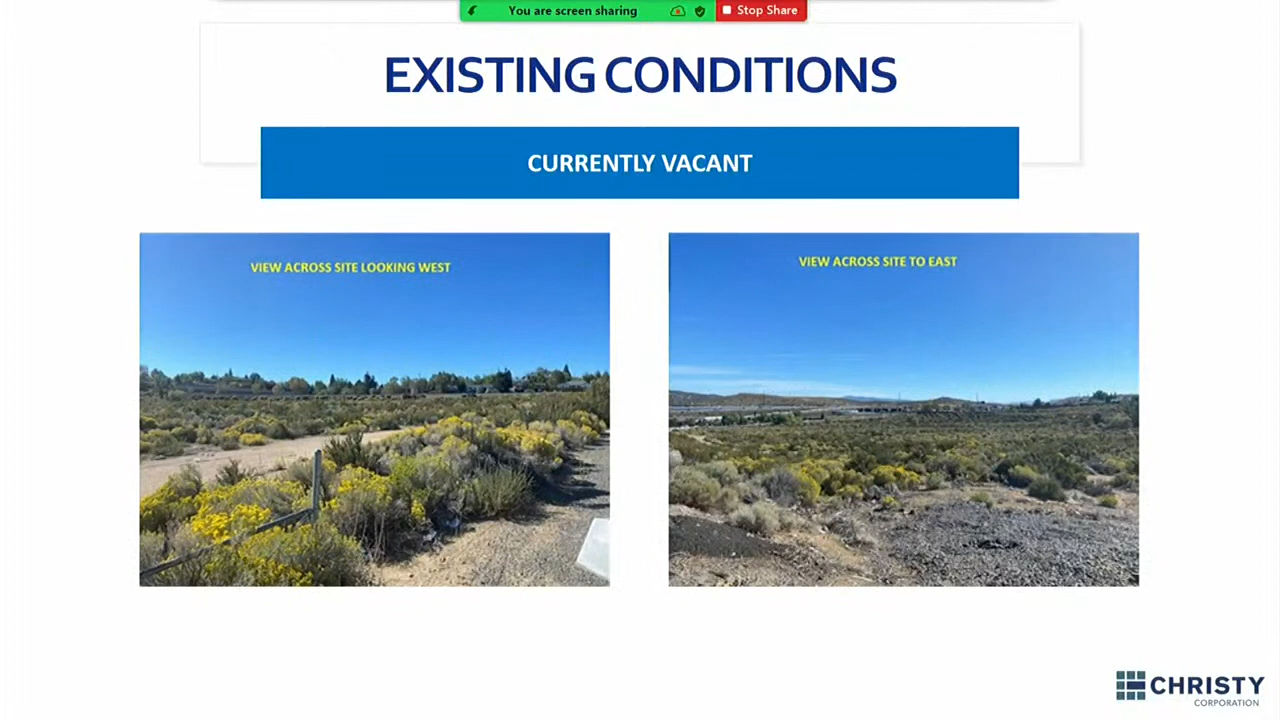 You are screen sharing
Stop Share
EXISTING CONDITIONS
CURRENTLY VACANT
VIEW ACROSS SITE LOOKING WEST
VIEW ACROSS SITE TO EAST
CHRISTY
CORPORATION